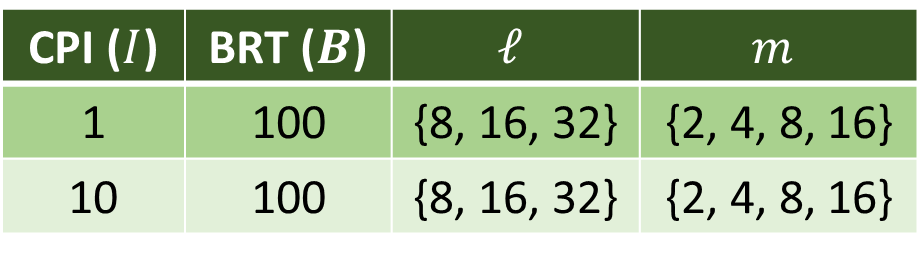 CPI (I) BRT (B) ℓ m
1 100 {8, 16, 32} {2, 4, 8, 16}
10 100 {8, 16, 32} {2, 4, 8, 16}